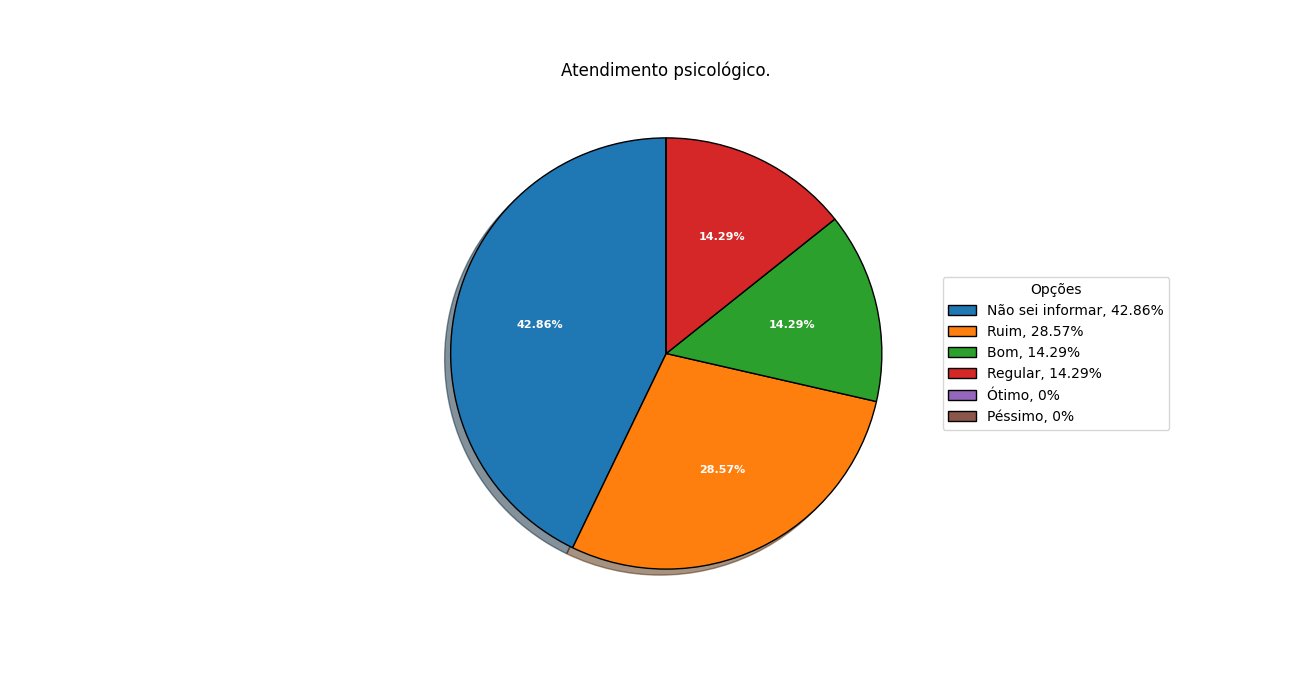 Atendimento psicológico.
14.29%
42.86%
14.29%
28.57%
Opções
Não sei informar, 42.86%
Ruim, 28.57%
Bom, 14.29%
Regular, 14.29%
Ótimo, 0%
Péssimo, 0%